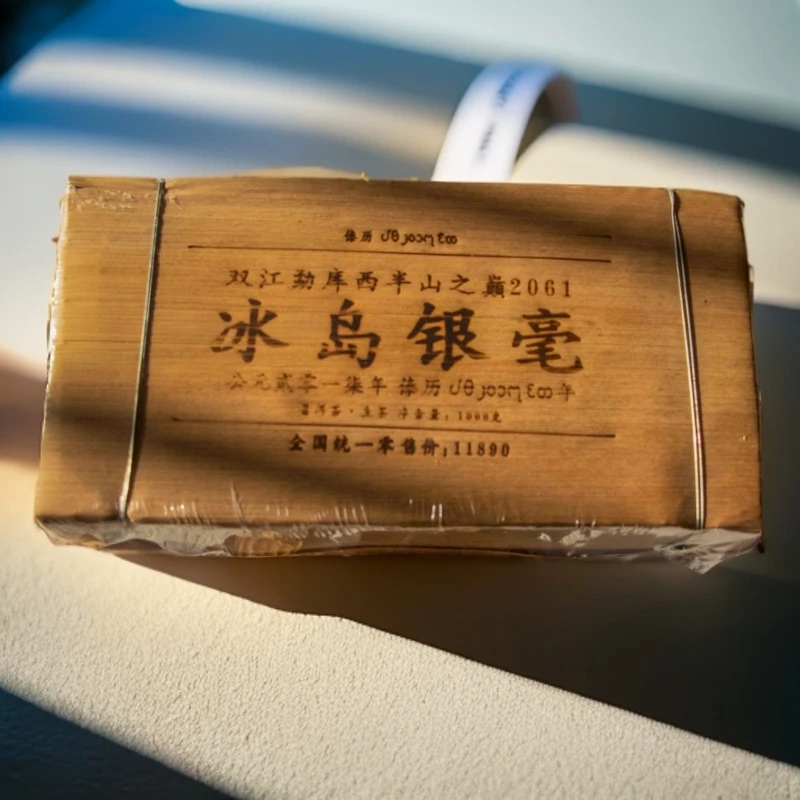 傣历
双江勐库西半山之巅2061
冰岛银毫
公元贰零一柒年 傣历 年
普洱茶·生茶 净含量：1000克
全国统一零售价:11890